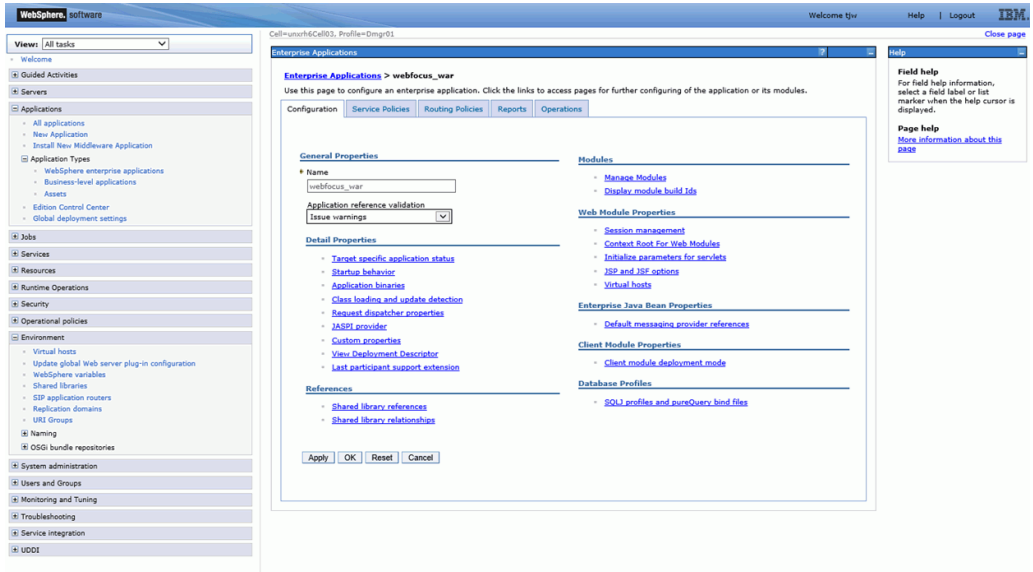 WebSphere. software
Welcome tjw
Help | Logout
IBM.
View: All tasks
Welcome
Guided Activities
Servers
Applications
All applications
New Application
Install New Middleware Application
Application Types
WebSphere enterprise applications
Business-level applications
Assets
Edition Control Center
Global deployment settings
Jobs
Services
Resources
Runtime Operations
Security
Operational policies
Environment
Virtual hosts
Update global Web server plug-in configuration
WebSphere variables
Shared libraries
SIP application routers
Replication domains
URI Groups
Naming
OSGi bundle repositories
System administration
Users and Groups
Monitoring and Tuning
Troubleshooting
Service integration
UDDI
Cell=unxrh6Cell03, Profile=Dmgr01
Close page
Enterprise Applications
?
Enterprise Applications > webfocus_war
Use this page to configure an enterprise application. Click the links to access pages for further configuring of the application or its modules.
Configuration
Service Policies
Routing Policies
Reports
Operations
General Properties
Name
webfocus_war
Application reference validation
Issue warnings
Detail Properties
Target specific application status
Startup behavior
Application binaries
Class loading and update detection
Request dispatcher properties
JASPI provider
Custom properties
View Deployment Descriptor
Last participant support extension
References
Shared library references
Shared library relationships
Modules
Manage Modules
Display module build Ids
Web Module Properties
Session management
Context Root For Web Modules
Initialize parameters for servlets
JSP and JSF options
Virtual hosts
Enterprise Java Bean Properties
Default messaging provider references
Client Module Properties
Client module deployment mode
Database Profiles
SQLJ profiles and pureQuery bind files
Apply
OK
Reset
Cancel
Help
Field help
For field help information,
select a field label or list
marker when the help cursor is
displayed.
Page help
More information about this
page